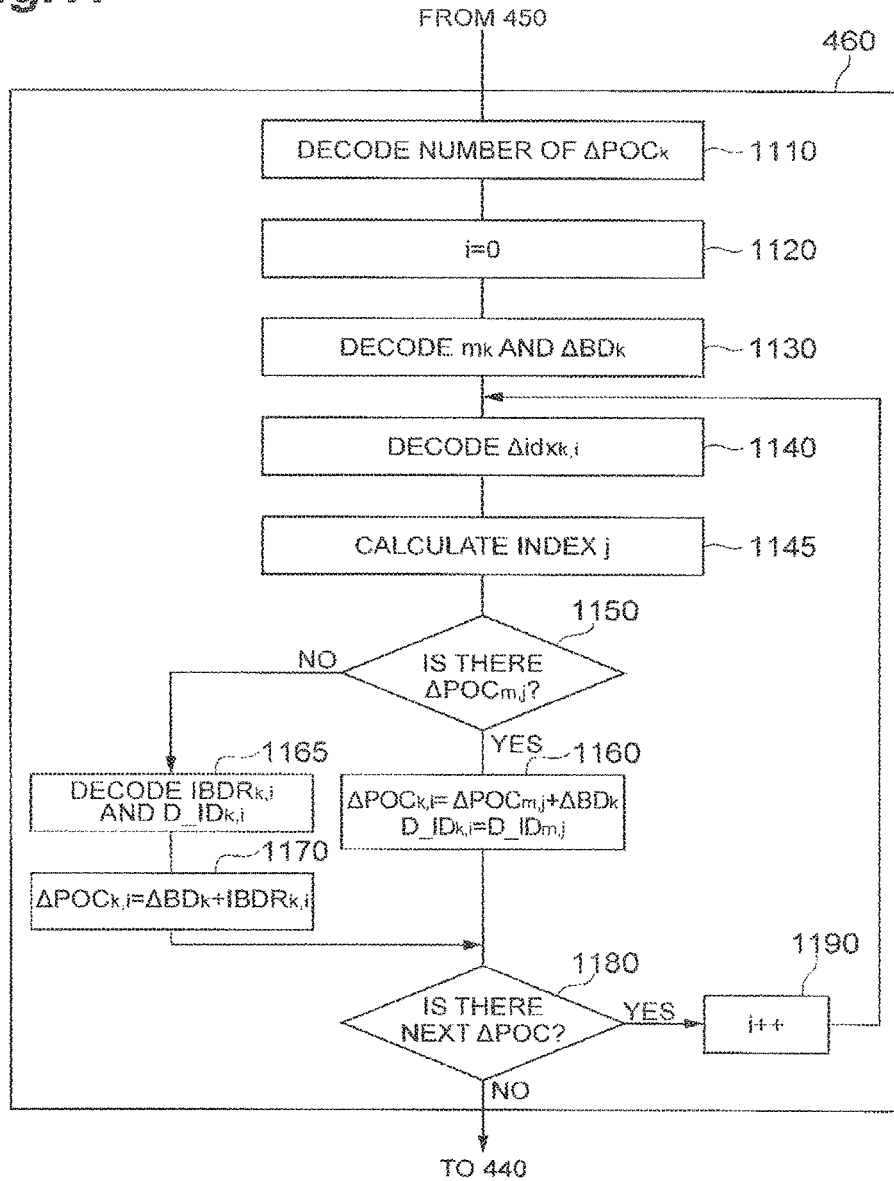 FROM 450
460
DECODE NUMBER OF ΔPOCk
1110
i=0
1120
DECODE mk AND ΔBDk
1130
DECODE Δidxk,i
1140
CALCULATE INDEX j
1145
1150
NO
IS THERE
ΔPOCm,j?
YES
1165
1160
DECODE IBDRk,i
AND D_IDk,i
ΔPOCk,i= ΔPOCm,j+ΔBDk
D_IDk,i=D_IDm,j
1170
ΔPOCk,i=ΔBDk+IBDRk,i
1180
1190
IS THERE
NEXT ΔPOC?
YES
i++
NO
TO 440